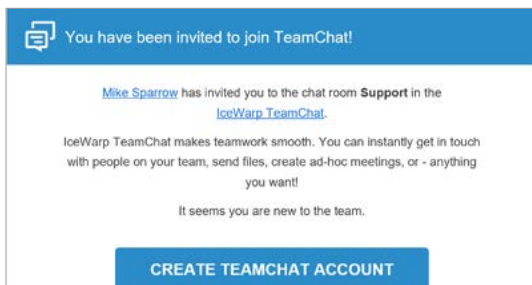 You have been invited to join TeamChat!
Mike Sparrow has invited you to the chat room Support in the
IceWarp TeamChat.
IceWarp TeamChat makes teamwork smooth. You can instantly get in touch
with people on your team, send files, create ad-hoc meetings, or - anything
you want!
It seems you are new to the team.
CREATE TEAMCHAT ACCOUNT